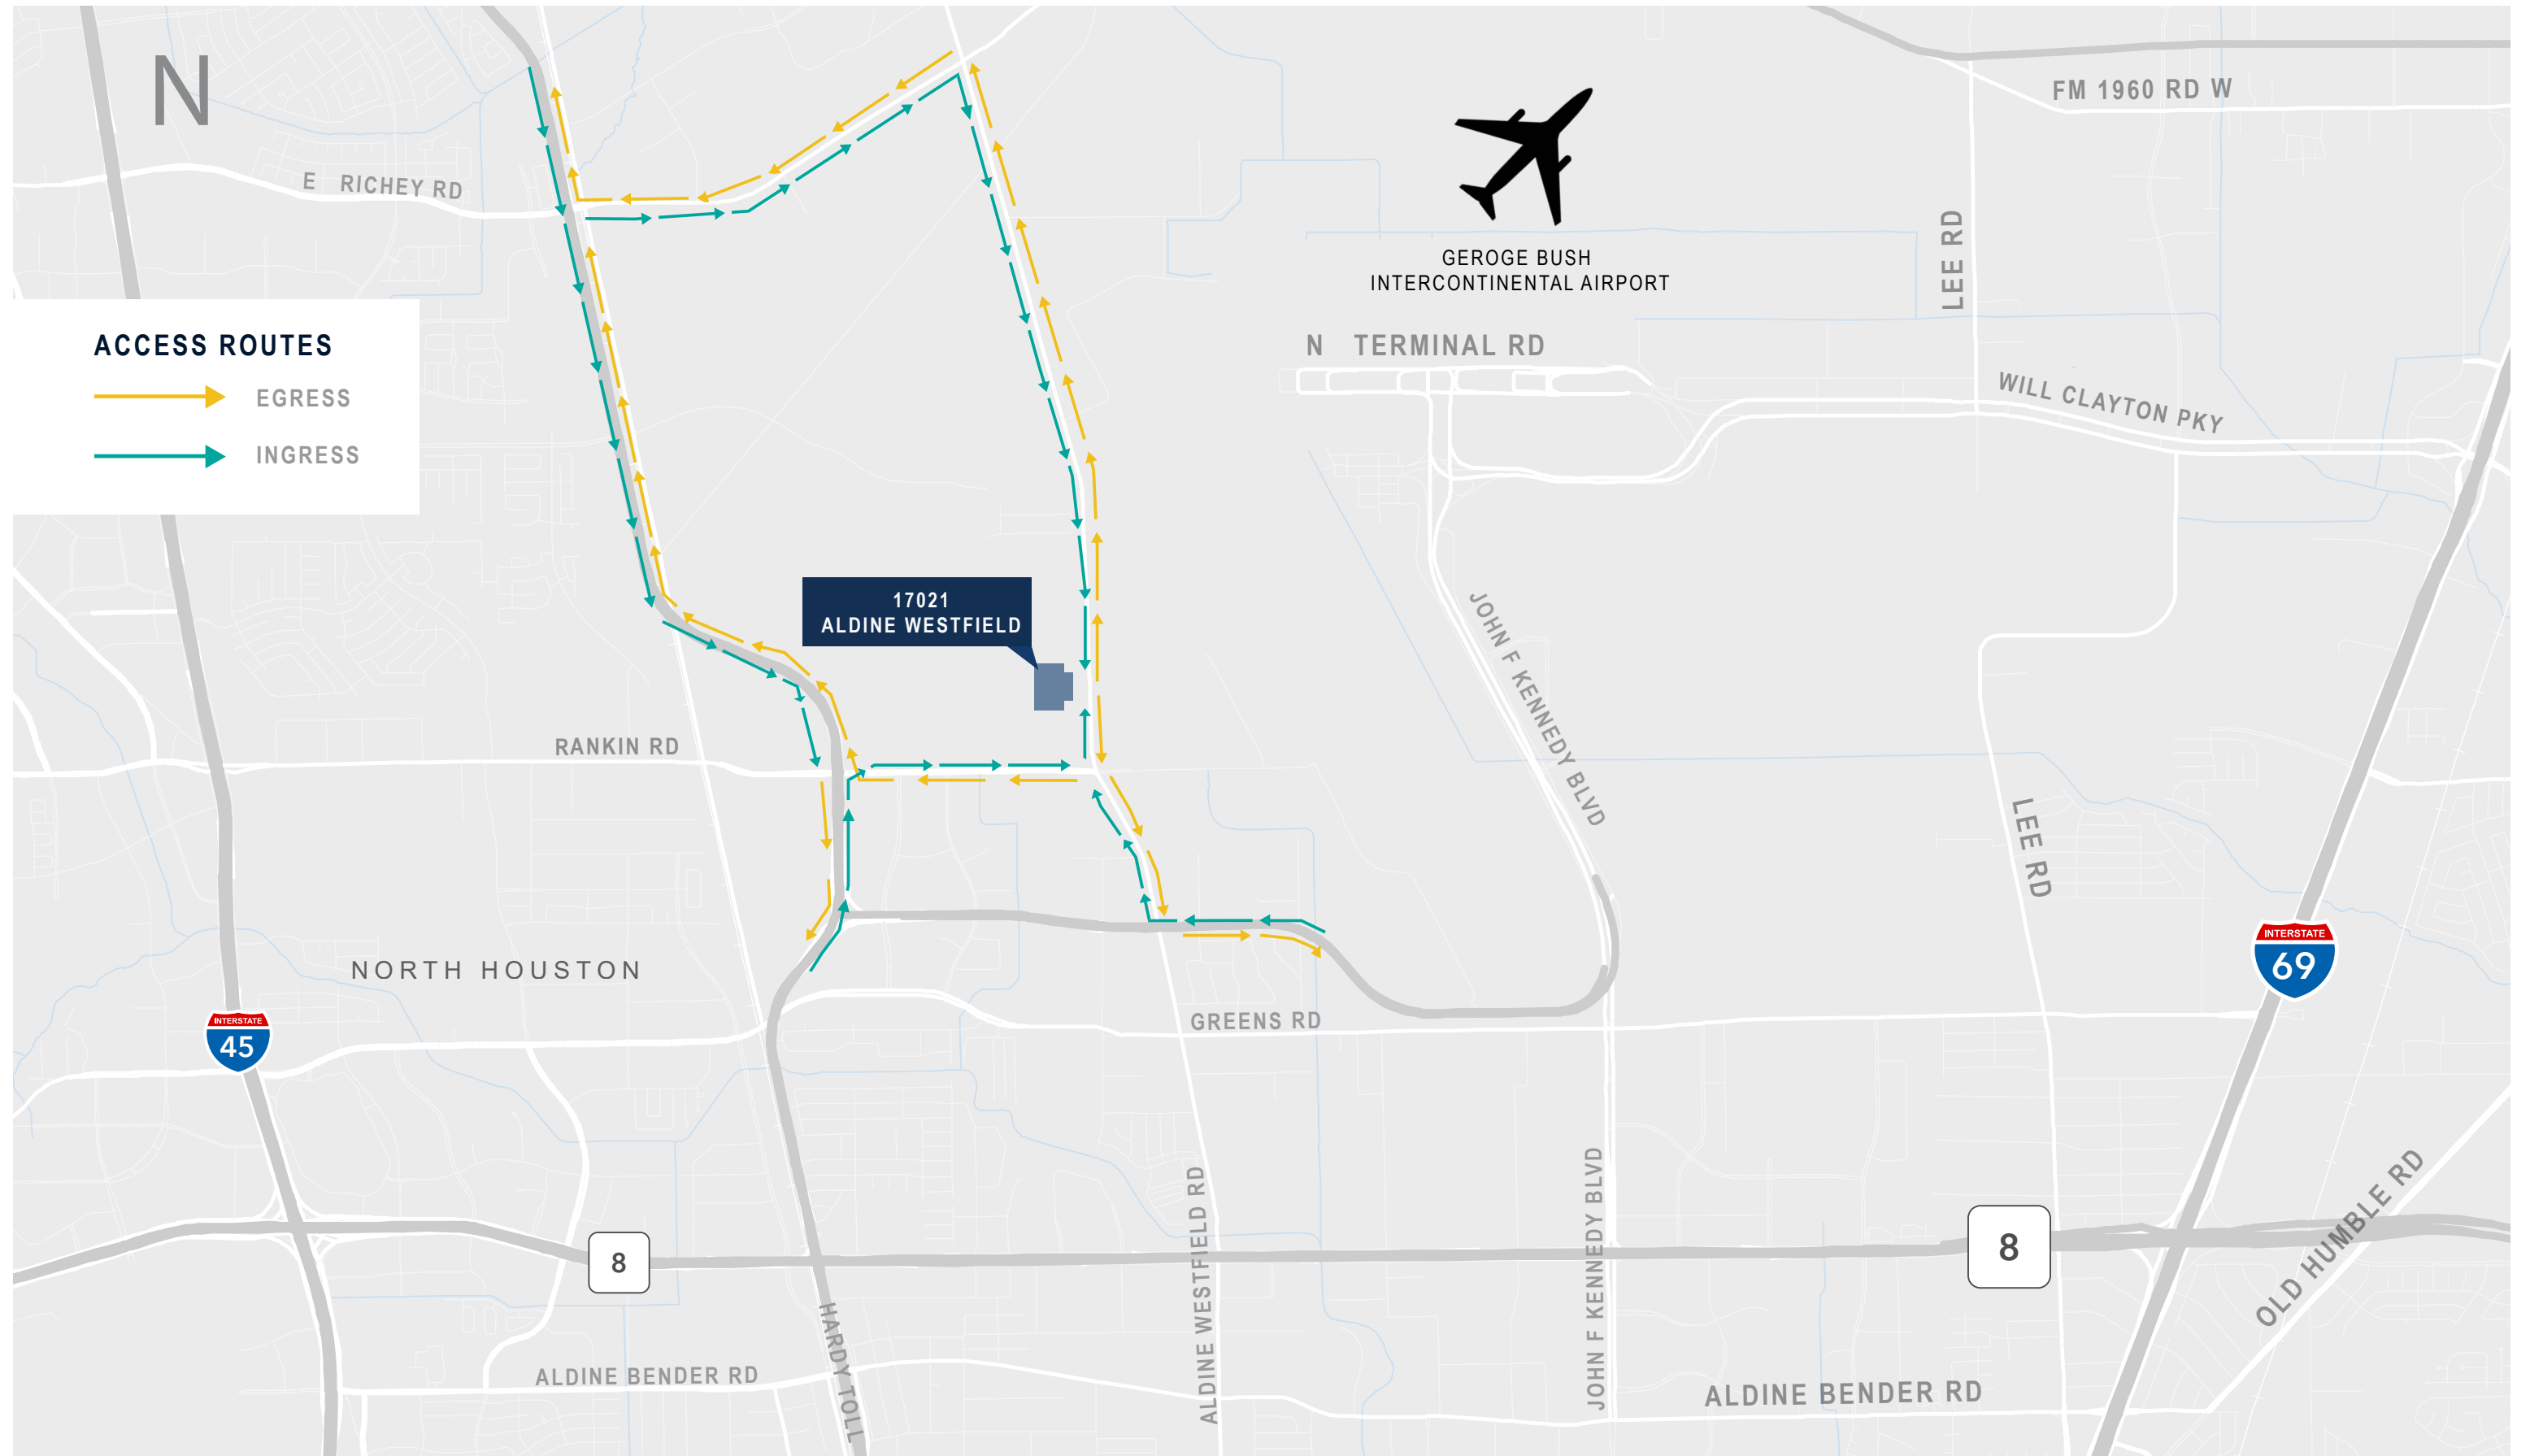 N
FM 1960 RD W
E RICHEY RD
LEE RD
GEROGE BUSH
INTERCONTINENTAL AIRPORT
ACCESS ROUTES
EGRESS
INGRESS
N TERMINAL RD
WILL CLAYTON PKY
17021
ALDINE WESTFIELD
JOHN F KENNEDY BLVD
RANKIN RD
LEE RD
NORTH HOUSTON
INTERSTATE
69
GREENS RD
INTERSTATE
45
ALDINE WESTFIELD RD
JOHN F KENNEDY BLVD
OLD HUMBLE RD
8
8
HARDY TOLL
ALDINE BENDER RD
ALDINE BENDER RD